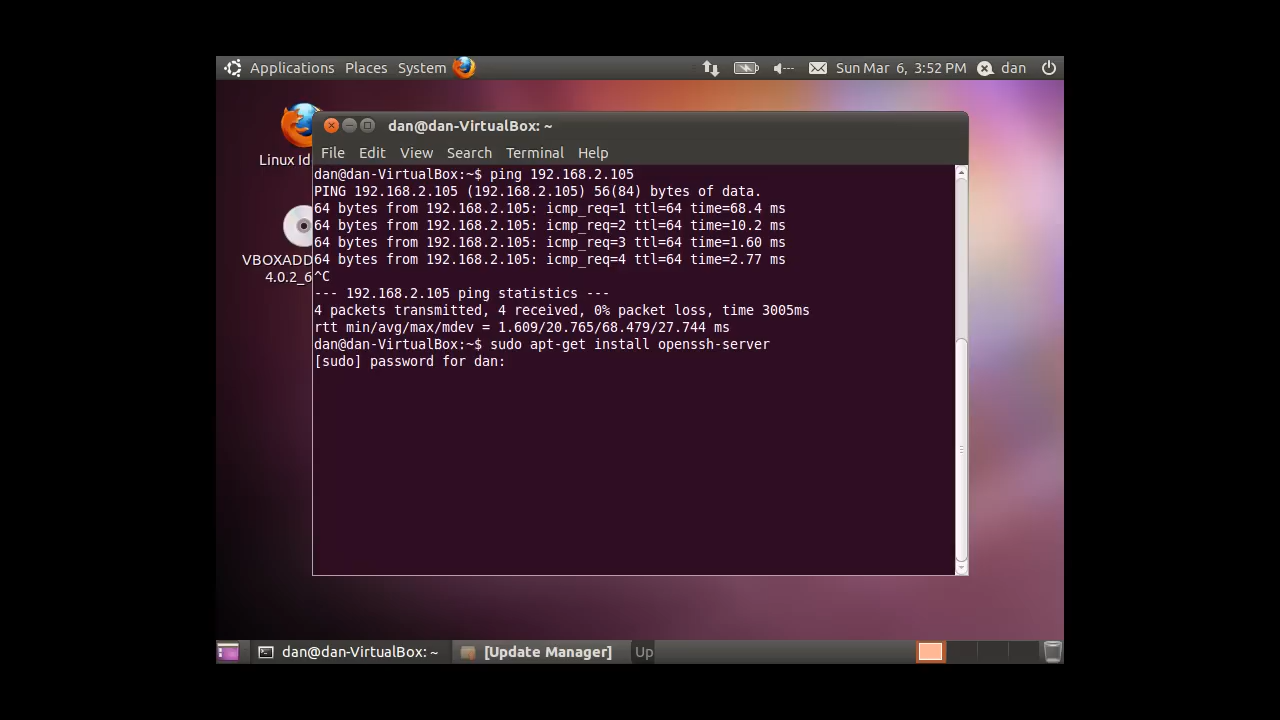 Applications Places System Sun Mar 6, 3:52 PM dan
dan@dan-VirtualBox: ~
File Edit View Search Terminal Help
Linux Id
VBOXADD
4.0.2_6
dan@dan-VirtualBox:~$ ping 192.168.2.105
PING 192.168.2.105 (192.168.2.105) 56(84) bytes of data.
64 bytes from 192.168.2.105: icmp_req=1 ttl=64 time=68.4 ms
64 bytes from 192.168.2.105: icmp_req=2 ttl=64 time=10.2 ms
64 bytes from 192.168.2.105: icmp_req=3 ttl=64 time=1.60 ms
64 bytes from 192.168.2.105: icmp_req=4 ttl=64 time=2.77 ms
^C
--- 192.168.2.105 ping statistics ---
4 packets transmitted, 4 received, 0% packet loss, time 3005ms
rtt min/avg/max/mdev = 1.609/20.765/68.479/27.744 ms
dan@dan-VirtualBox:~$ sudo apt-get install openssh-server
[sudo] password for dan:
dan@dan-VirtualBox: ~ [Update Manager] Up